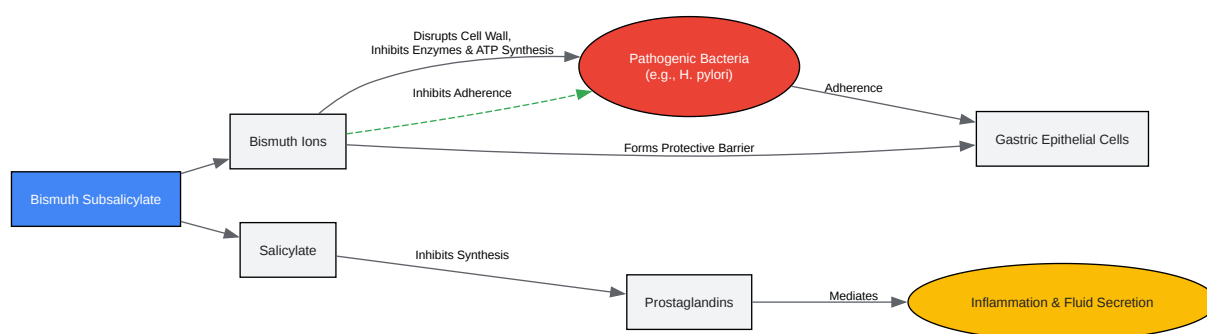 Disrupts Cell Wall,
Inhibits Enzymes & ATP Synthesis
Pathogenic Bacteria
(e.g., H. pylori)
Inhibits Adherence
Adherence
Bismuth Ions
Gastric Epithelial Cells
Forms Protective Barrier
Bismuth Subsalicylate
Salicylate
Inhibits Synthesis
Prostaglandins
Mediates
Inflammation & Fluid Secretion